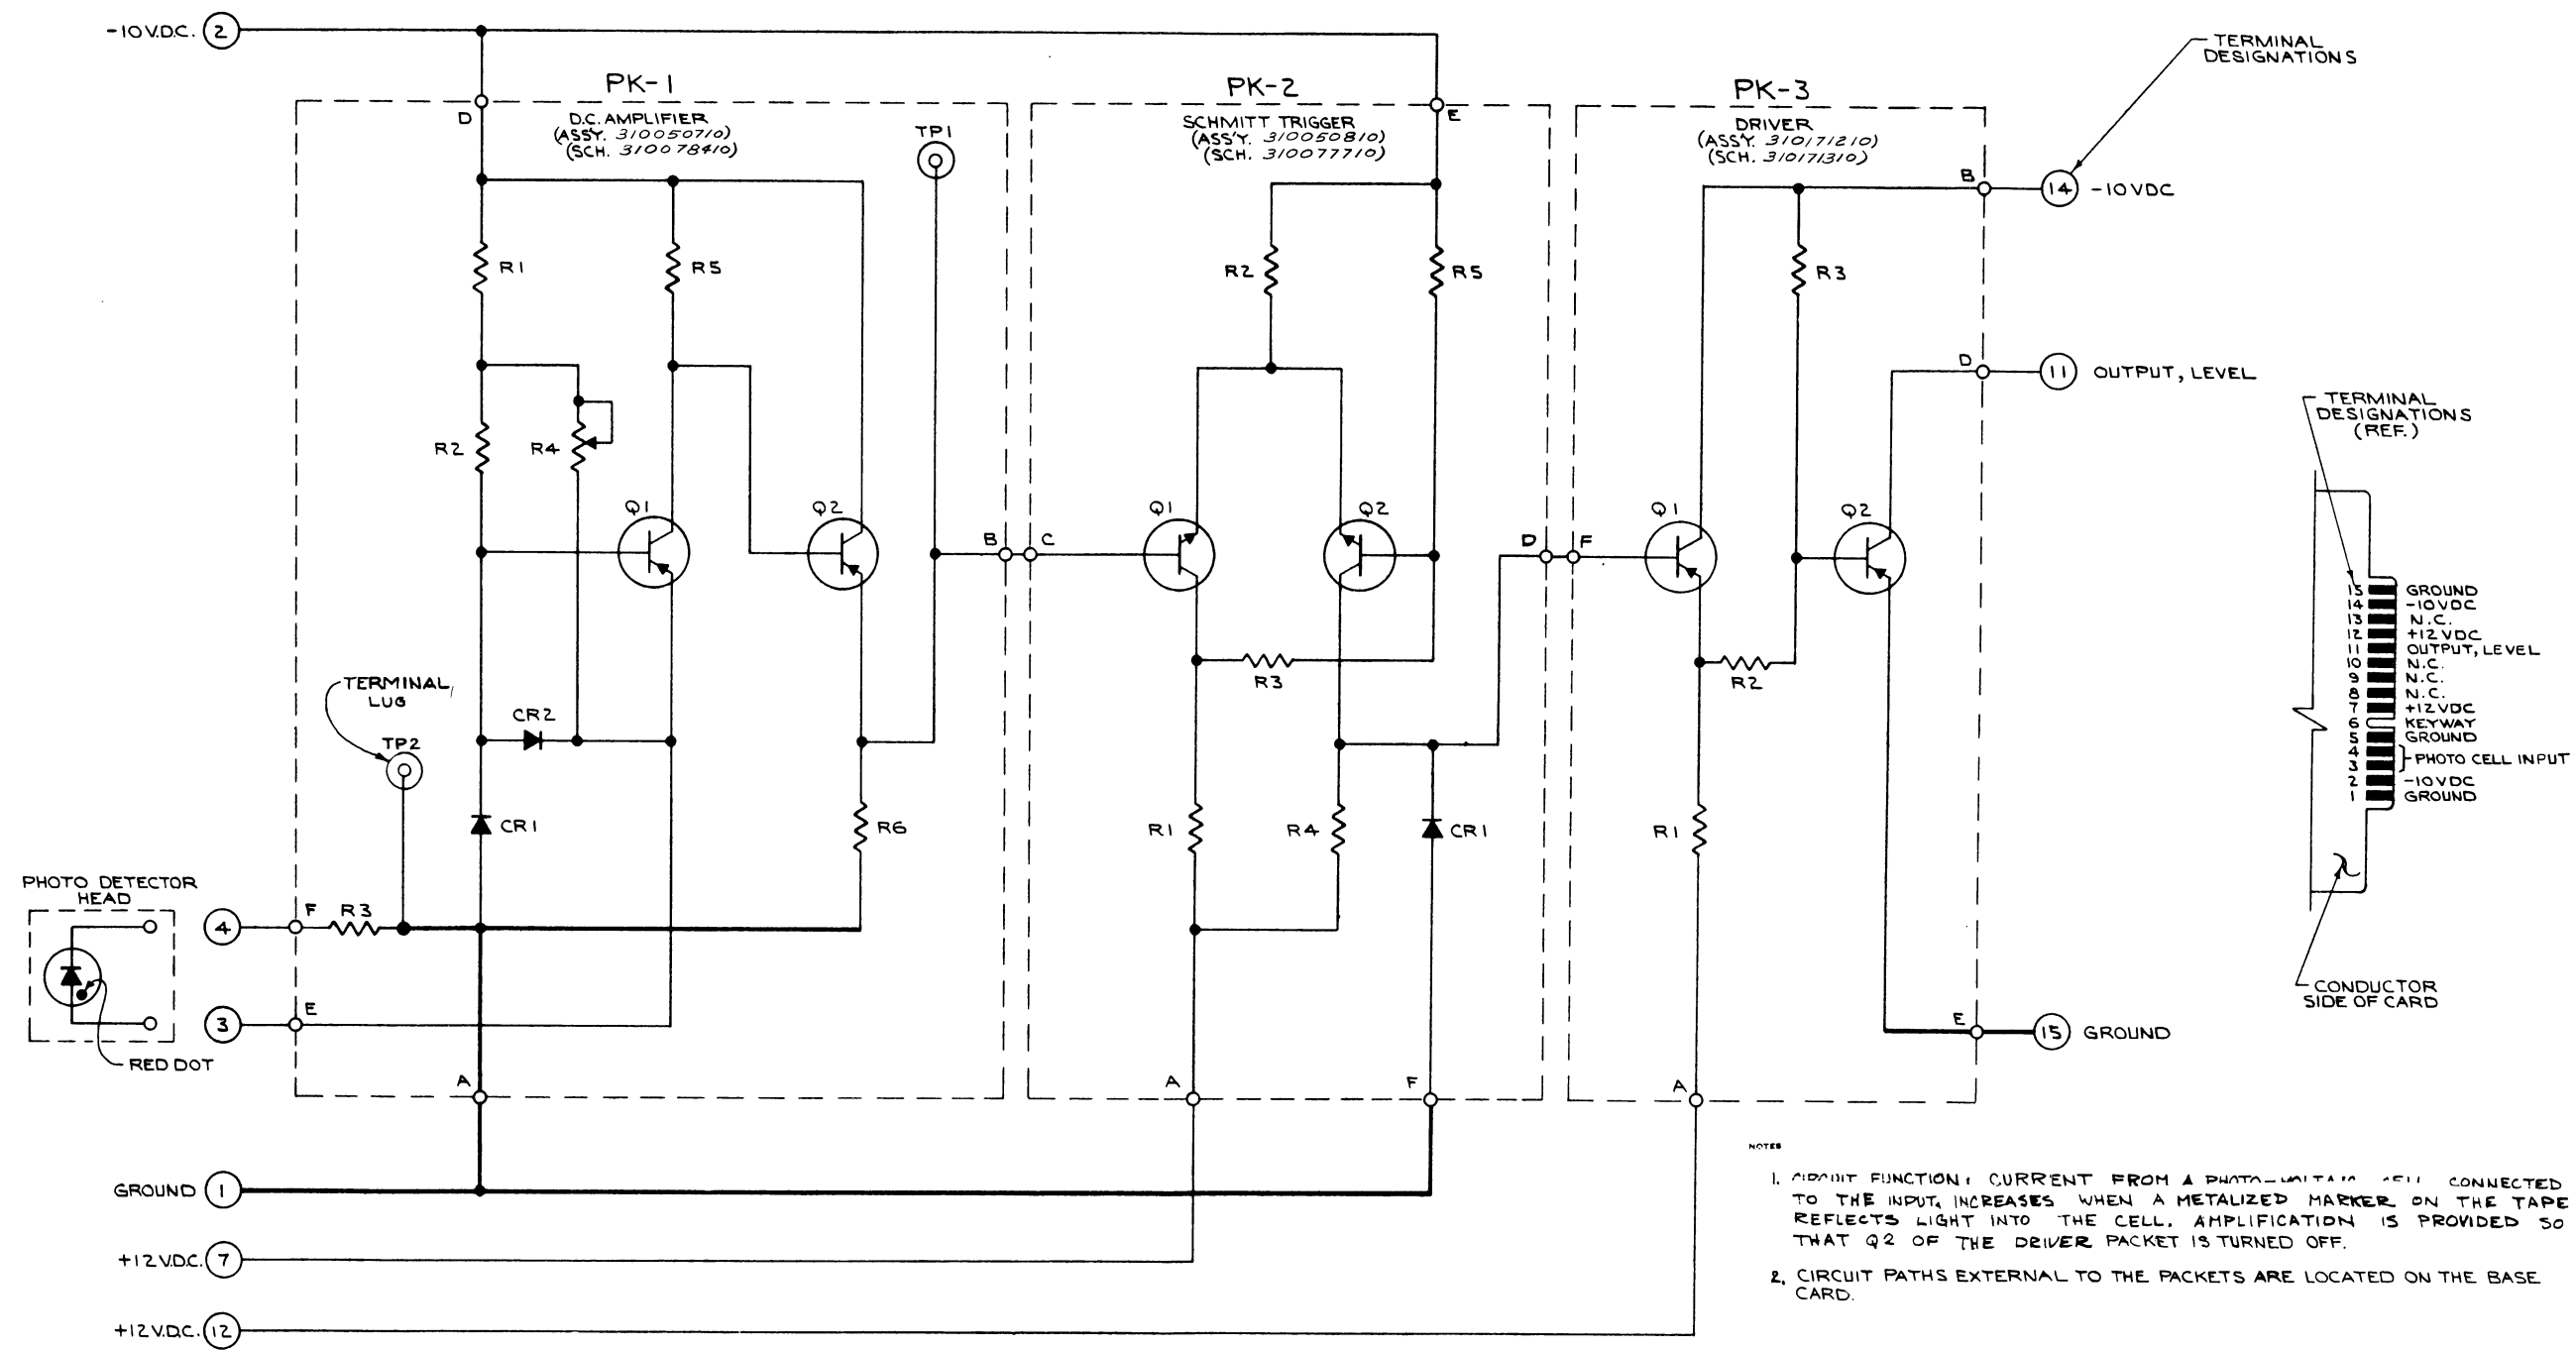 -10V.D.C. 2
TERMINAL
DESIGNATIONS
PK-1
PK-2
PK-3
D
D.C. AMPLIFIER
(ASSY. 310050710)
(SCH. 310078410)
TP1
SCHMITT TRIGGER
(ASS'Y. 310050810)
(SCH. 310077710)
E
DRIVER
(ASSY. 310171210)
(SCH. 310171310)
B
14 -10VDC
R1
R5
R2
R5
R3
D
11 OUTPUT, LEVEL
TERMINAL
DESIGNATIONS
(REF.)
R2
R4
Q1
Q2
B
C
Q1
Q2
D
F
Q1
Q2
15 GROUND
14 -10VDC
13 N.C.
12 +12VDC
11 OUTPUT, LEVEL
10 N.C.
9 N.C.
8 N.C.
7 +12VDC
6 KEYWAY
5 GROUND
4
3 PHOTO CELL INPUT
2 -10VDC
1 GROUND
TERMINAL
LUG
TP2
CR2
R3
R2
CR1
R6
R1
R4
CR1
R1
PHOTO DETECTOR
HEAD
4
F
R3
3
E
RED DOT
CONDUCTOR
SIDE OF CARD
E
15 GROUND
A
A
F
A
GROUND 1
+12V.D.C. 7
+12V.D.C. 12
NOTES
1. CIRCUIT FUNCTION: CURRENT FROM A CONNECTED
TO THE INPUT, INCREASES WHEN A METALIZED MARKER ON THE TAPE
REFLECTS LIGHT INTO THE CELL. AMPLIFICATION IS PROVIDED SO
THAT Q2 OF THE DRIVER PACKET IS TURNED OFF.
2. CIRCUIT PATHS EXTERNAL TO THE PACKETS ARE LOCATED ON THE BASE
CARD.